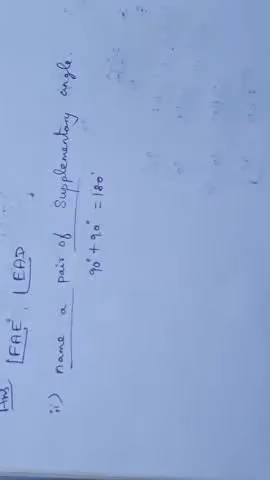 Ans ∠FAE, ∠EAD
ii) name a pair of supplementary angle.
90° + 90° = 180°